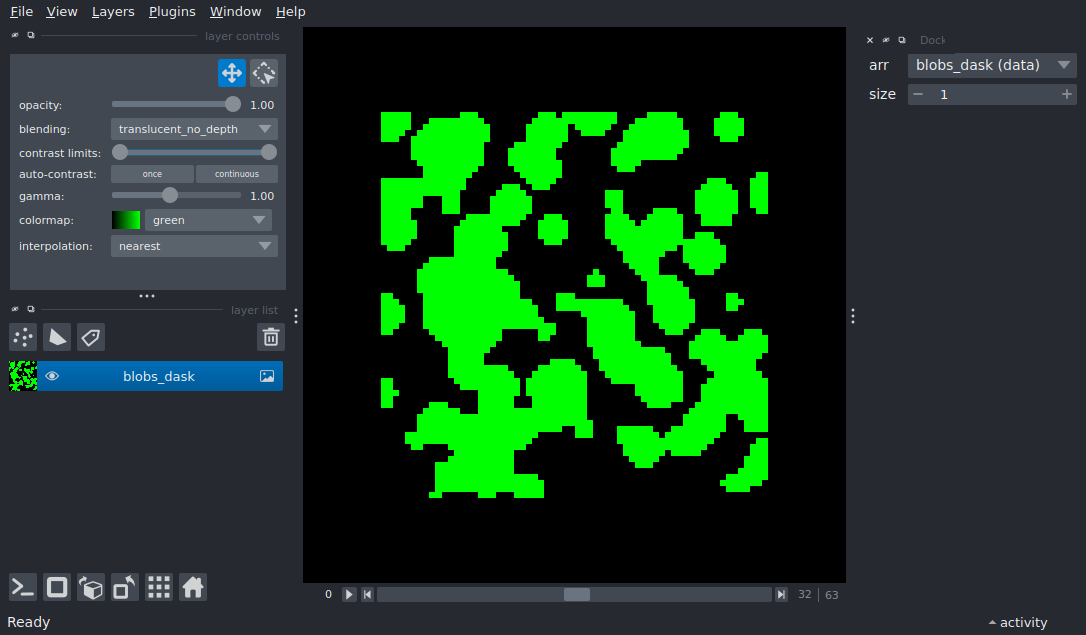 File View Layers Plugins Window Help
layer controls
opacity: 1.00
blending: translucent_no_depth
contrast limits:
auto-contrast: once continuous
gamma: 1.00
colormap: green
interpolation: nearest
layer list
blobs_dask
Dock
arr blobs_dask (data)
size 1
0 32 63
Ready
activity